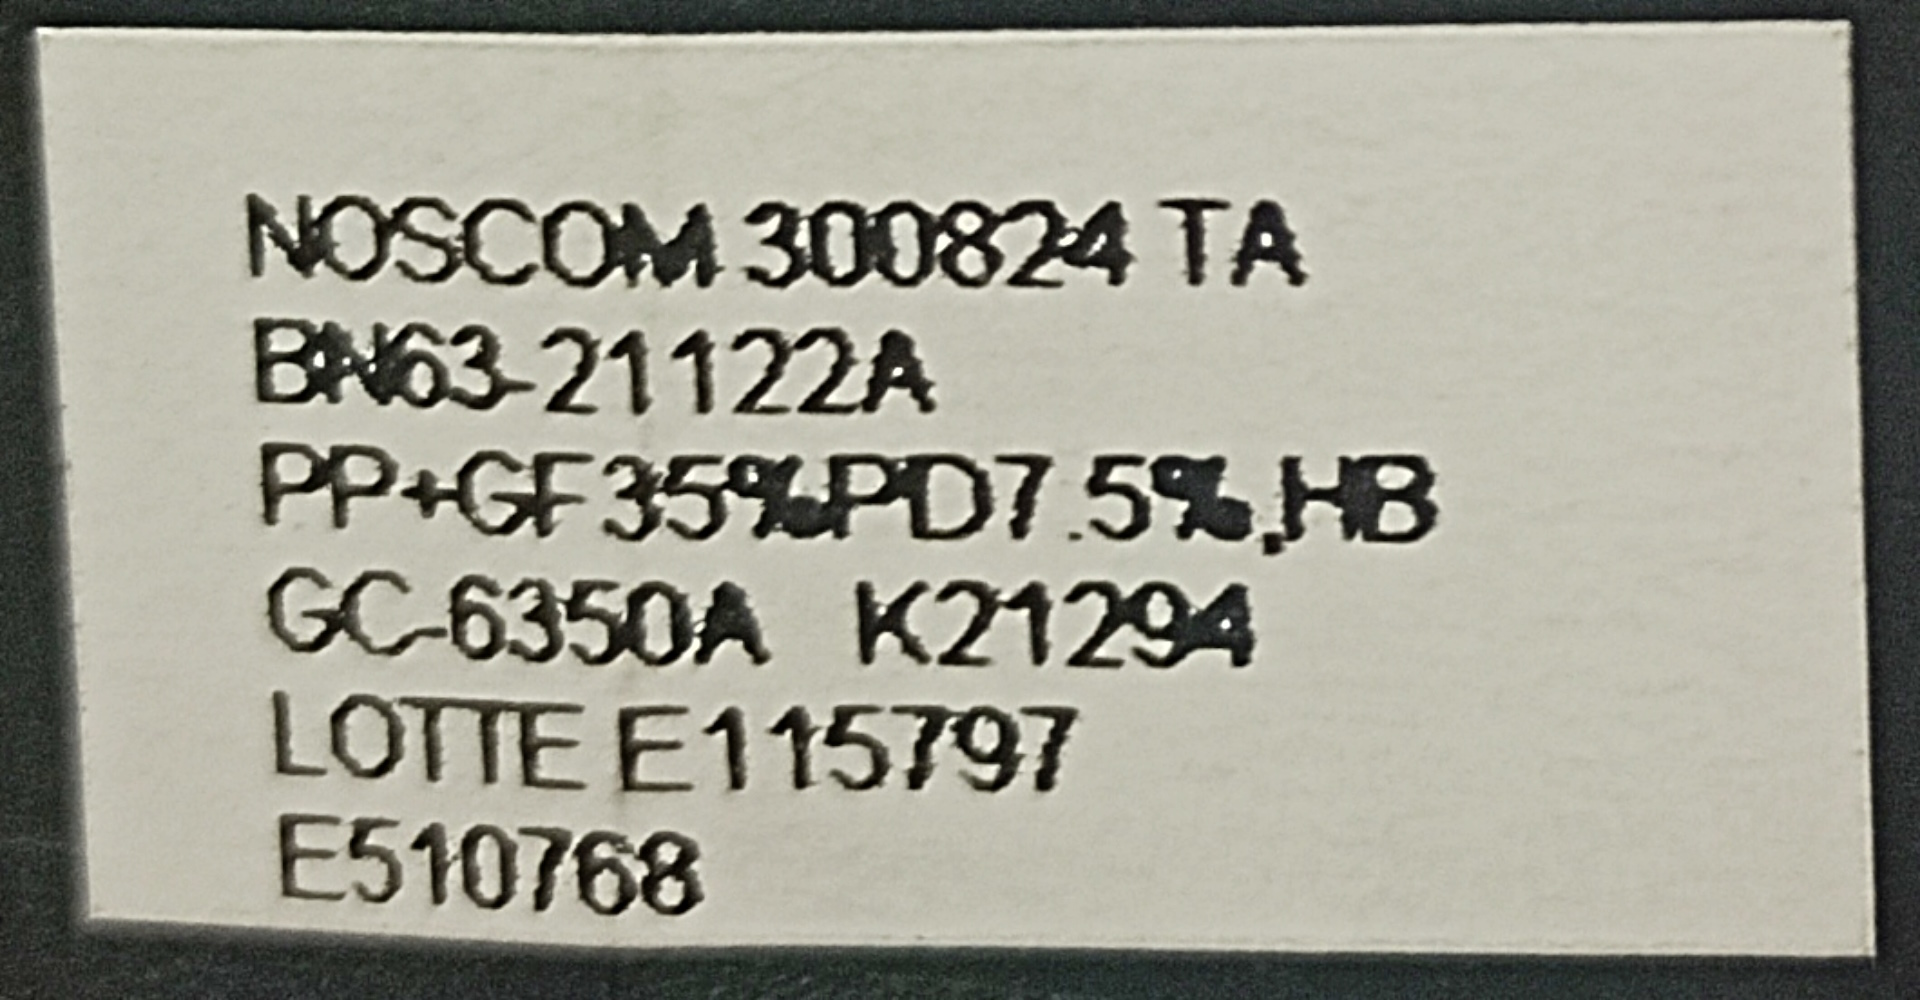 NOSCOM 300824 TA
BN63-21122A
PP+GF35%PD7.5%,HB
GC-6350A K21294
LOTTE E115797
E510768